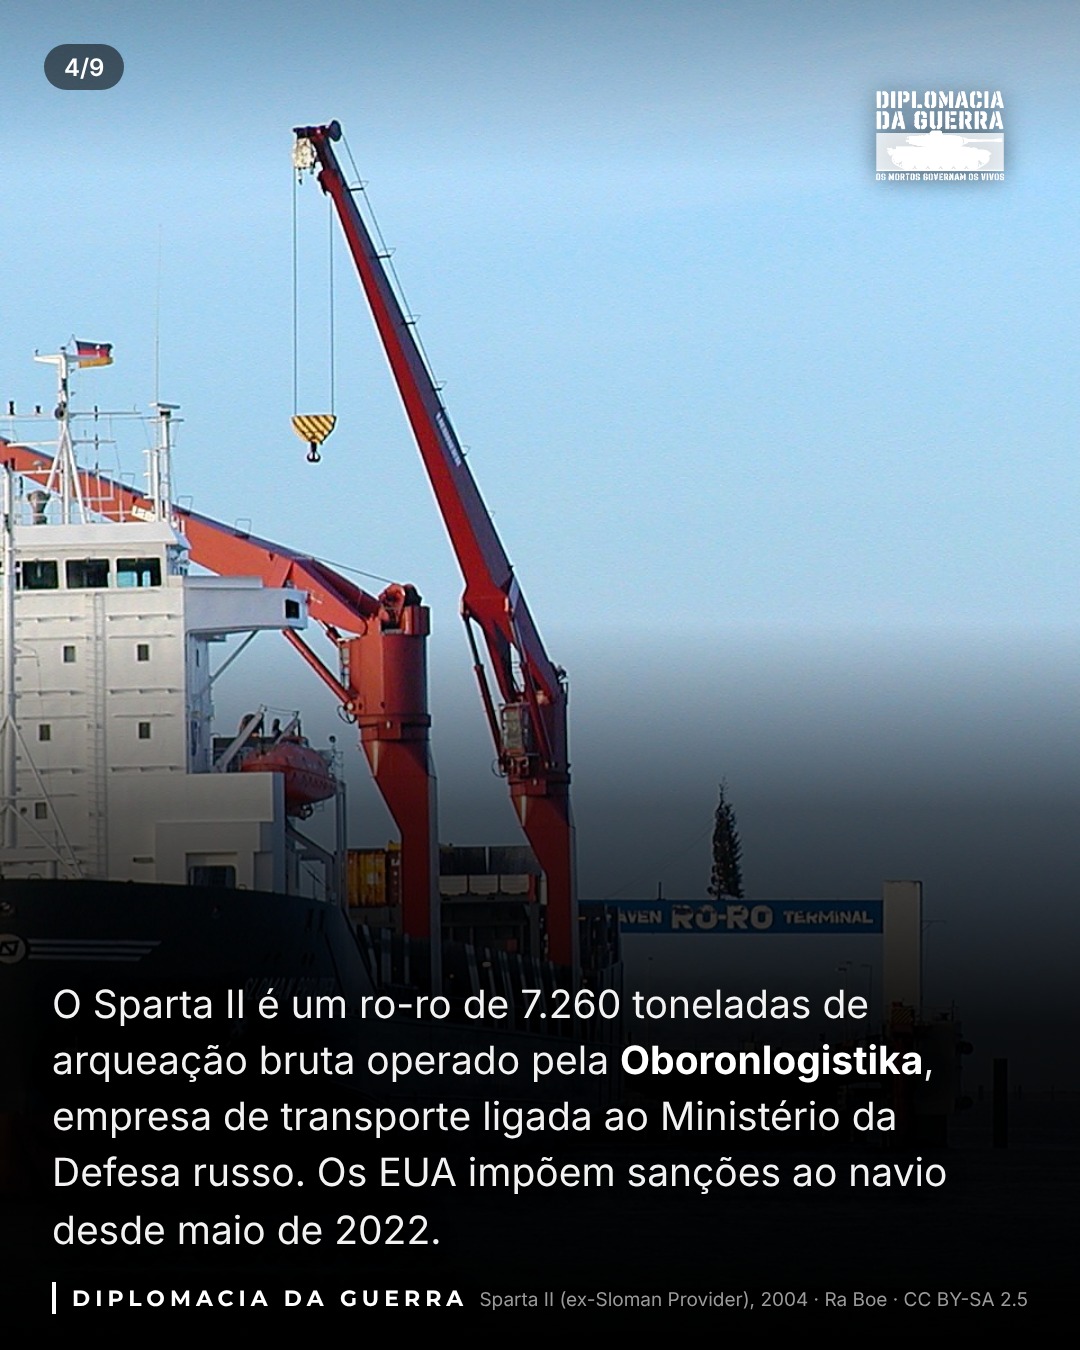 4/9
DIPLOMACIA
DA GUERRA
OS MORTOS GOVERNAM OS VIVOS
AVEN RO-RO TERMINAL
O Sparta II é um ro-ro de 7.260 toneladas de
arqueação bruta operado pela Oboronlogistika,
empresa de transporte ligada ao Ministério da
Defesa russo. Os EUA impõem sanções ao navio
desde maio de 2022.
DIPLOMACIA DA GUERRA Sparta II (ex-Sloman Provider), 2004 · Ra Boe · CC BY-SA 2.5